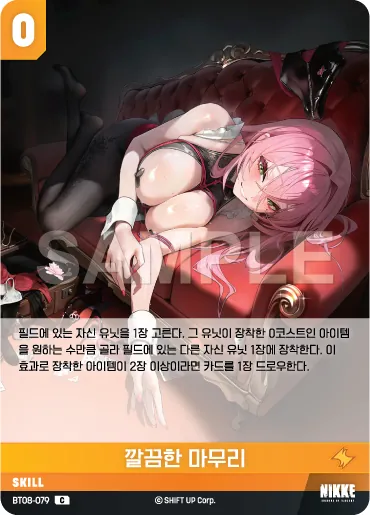 0
SAMPLE
필드에 있는 자신 유닛을 1장 고른다. 그 유닛이 장착한 0코스트인 아이템
을 원하는 수만큼 골라 필드에 있는 다른 자신 유닛 1장에 장착한다. 이
효과로 장착한 아이템이 2장 이상이라면 카드를 1장 드로우한다.
깔끔한 마무리
SKILL
BT08-079 C
© SHIFT UP Corp.
NIKKE
GODDESS OF VICTORY